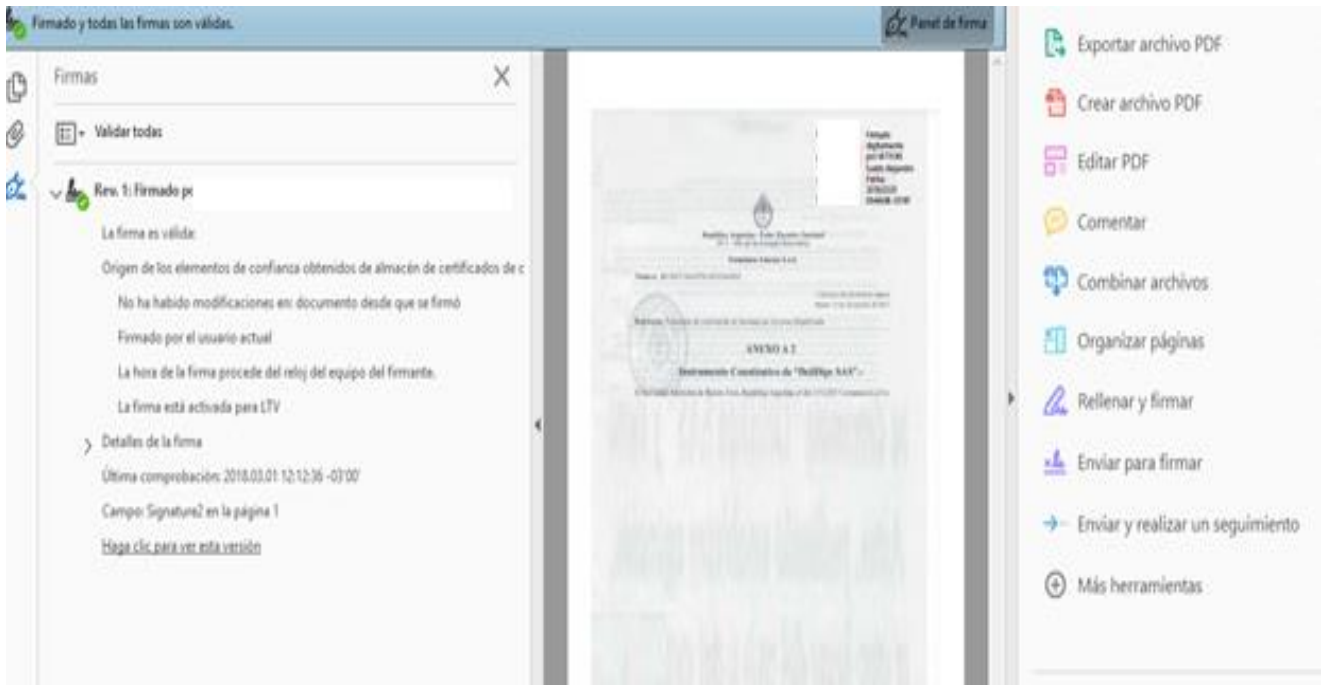 Firmado y todas las firmas son válidas.
Panel de firma
Firmas
Validar todas
Rev. 1: Firmado po
La firma es válida:
Origen de los elementos de confianza obtenidos de almacén de certificados de c
No ha habido modificaciones en: documento desde que se firmó
Firmado por el usuario actual
La hora de la firma procede del reloj del equipo del firmante.
La firma está activada para LTV
Detalles de la firma
Última comprobación: 2018.03.01 12:12:36 -03'00'
Campo: Signature2 en la página 1
Haga clic para ver esta versión
Firmado
digitalmente
ANEXO A 2
Instrumento Constitutivo de
Exportar archivo PDF
Crear archivo PDF
Editar PDF
Comentar
Combinar archivos
Organizar páginas
Rellenar y firmar
Enviar para firmar
Enviar y realizar un seguimiento
Más herramientas